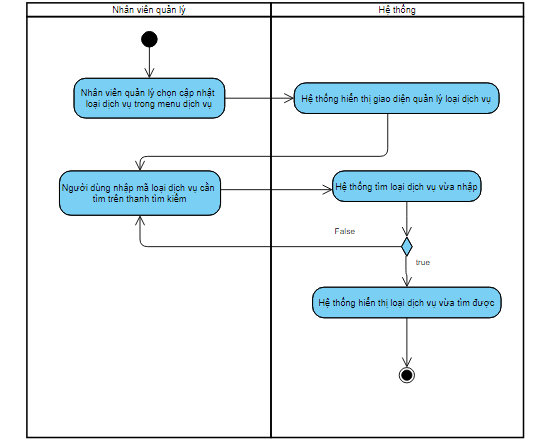 Nhân viên quản lý
Hệ thống
Nhân viên quản lý chọn cập nhật
loại dịch vụ trong menu dịch vụ
Hệ thống hiển thị giao diện quản lý loại dịch vụ
Người dùng nhập mã loại dịch vụ cần
tìm trên thanh tìm kiếm
Hệ thống tìm loại dịch vụ vừa nhập
False
true
Hệ thống hiển thị loại dịch vụ vừa tìm được